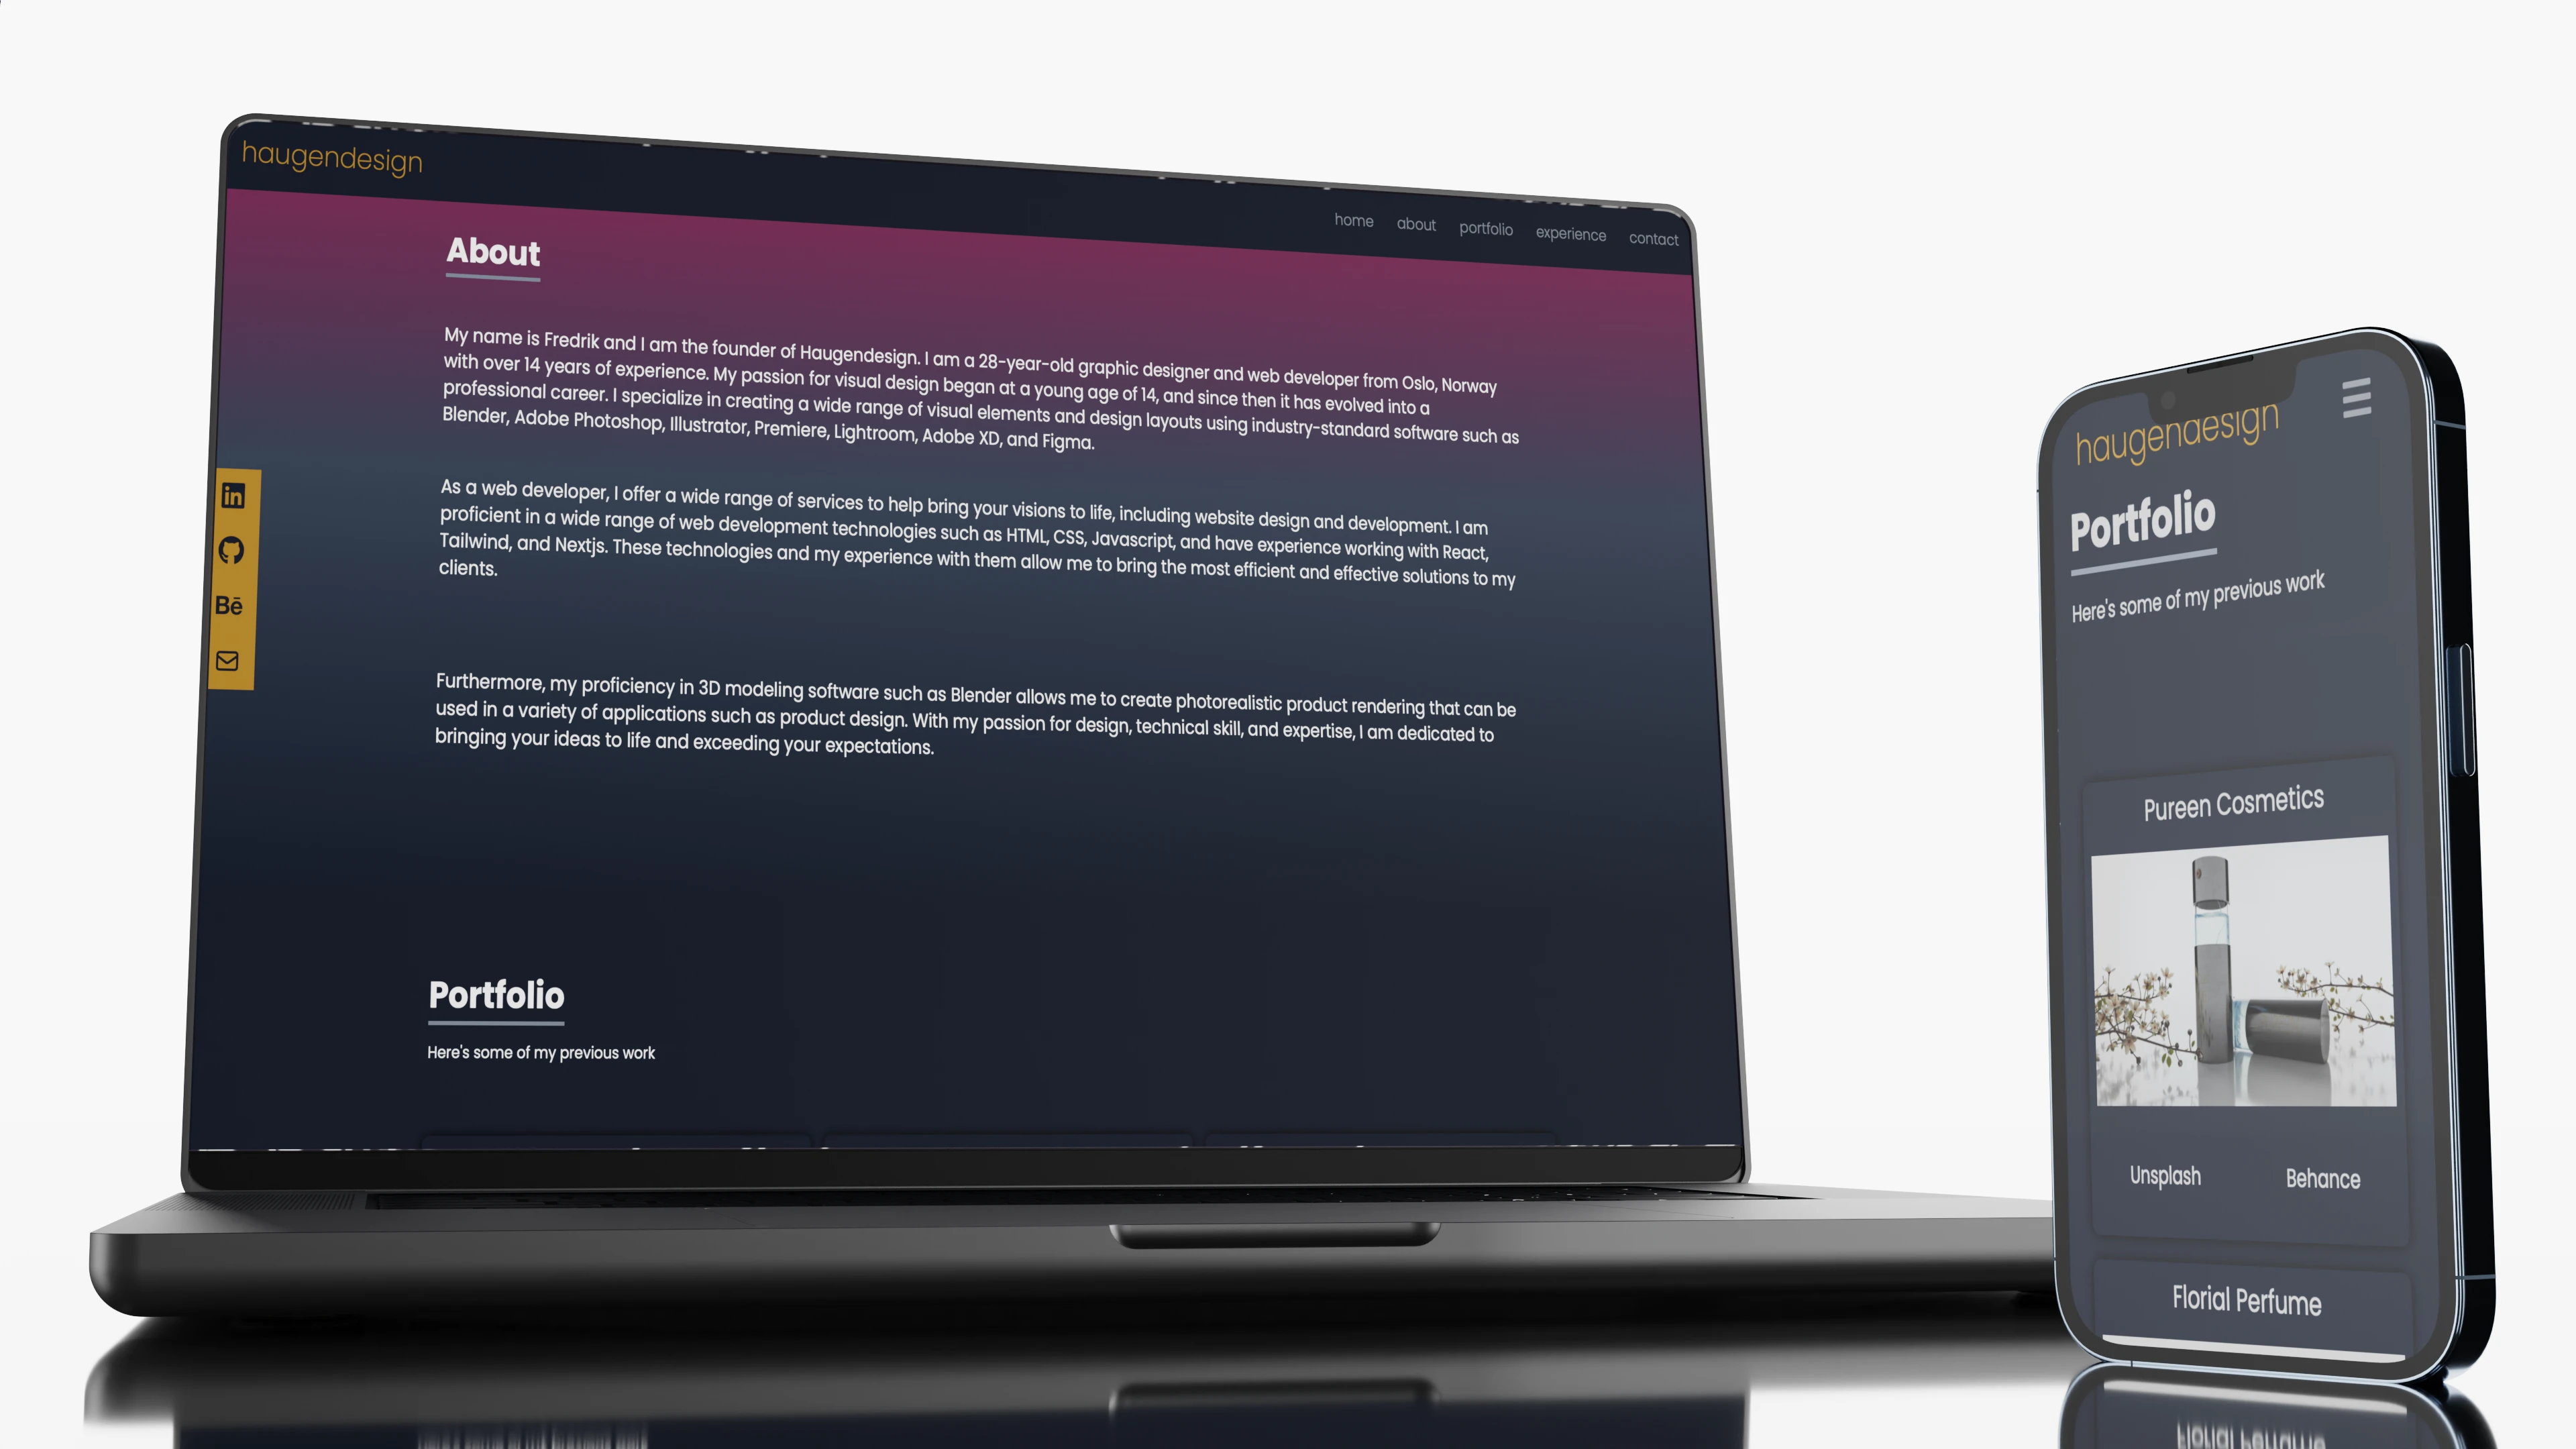 haugendesign
home about portfolio experience contact
About
My name is Fredrik and I am the founder of Haugendesign. I am a 28-year-old graphic designer and web developer from Oslo, Norway
with over 14 years of experience. My passion for visual design began at a young age of 14, and since then it has evolved into a
professional career. I specialize in creating a wide range of visual elements and design layouts using industry-standard software such as
Blender, Adobe Photoshop, Illustrator, Premiere, Lightroom, Adobe XD, and Figma.
As a web developer, I offer a wide range of services to help bring your visions to life, including website design and development. I am
proficient in a wide range of web development technologies such as HTML, CSS, Javascript, and have experience working with React,
Tailwind, and Nextjs. These technologies and my experience with them allow me to bring the most efficient and effective solutions to my
clients.
Furthermore, my proficiency in 3D modeling software such as Blender allows me to create photorealistic product rendering that can be
used in a variety of applications such as product design. With my passion for design, technical skill, and expertise, I am dedicated to
bringing your ideas to life and exceeding your expectations.
in
Bē
Portfolio
Here's some of my previous work
haugendesign
Portfolio
Here's some of my previous work
Pureen Cosmetics
Unsplash Behance
Florial Perfume